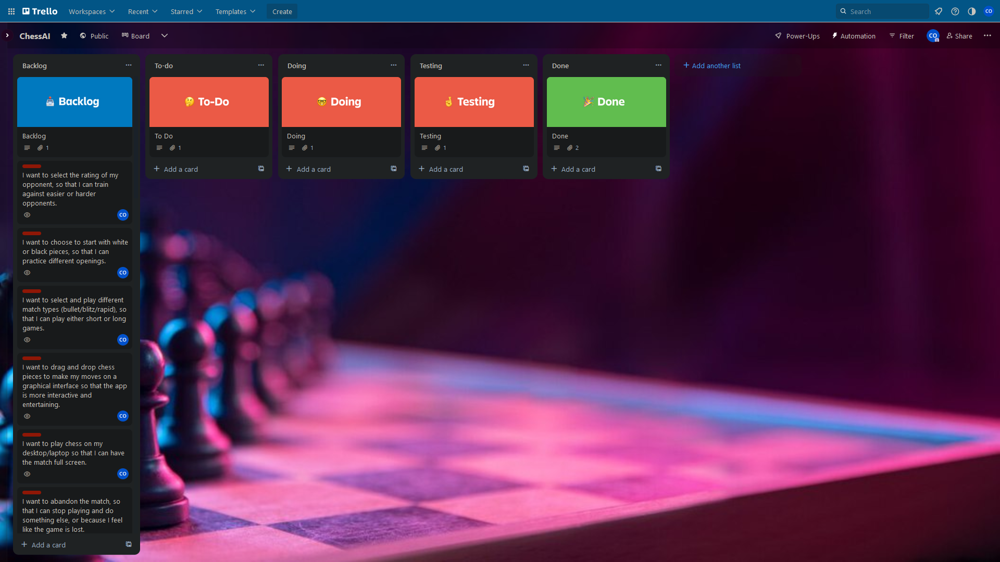 Trello
Workspaces
Recent
Starred
Templates
Create
Search
CO
ChessAI
Public
Board
Power-Ups
Automation
Filter
CO
Share
Backlog
Backlog
Backlog
1
I want to select the rating of my
opponent, so that I can train
against easier or harder
opponents.
CO
I want to choose to start with white
or black pieces, so that I can
practice different openings.
CO
I want to select and play different
match types (bullet/blitz/rapid), so
that I can play either short or long
games.
CO
I want to drag and drop chess
pieces to make my moves on a
graphical interface so that the app
is more interactive and
entertaining.
CO
I want to play chess on my
desktop/laptop so that I can have
the match full screen.
CO
I want to abandon the match, so
that I can stop playing and do
something else, or because I feel
like the game is lost.
Add a card
To-do
To-Do
To Do
1
Add a card
Doing
Doing
Doing
1
Add a card
Testing
Testing
Testing
1
Add a card
Done
Done
Done
2
Add a card
Add another list